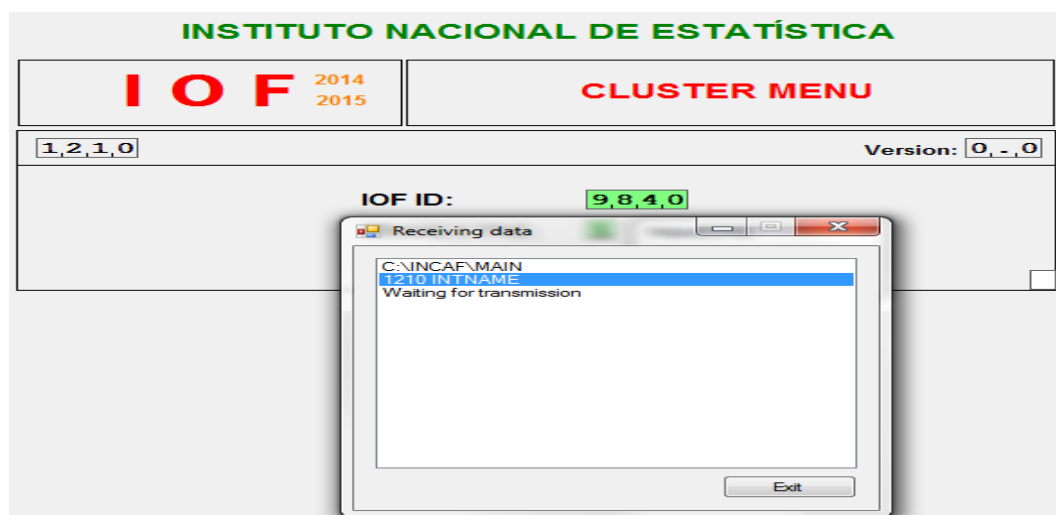 INSTITUTO NACIONAL DE ESTATÍSTICA
I O F 2014 2015
CLUSTER MENU
1,2,1,0
Version: 0,-,0
IOF ID: 9,8,4,0
Receiving data
C:\INCAF\MAIN
1210 INTNAME
Waiting for transmission
Exit